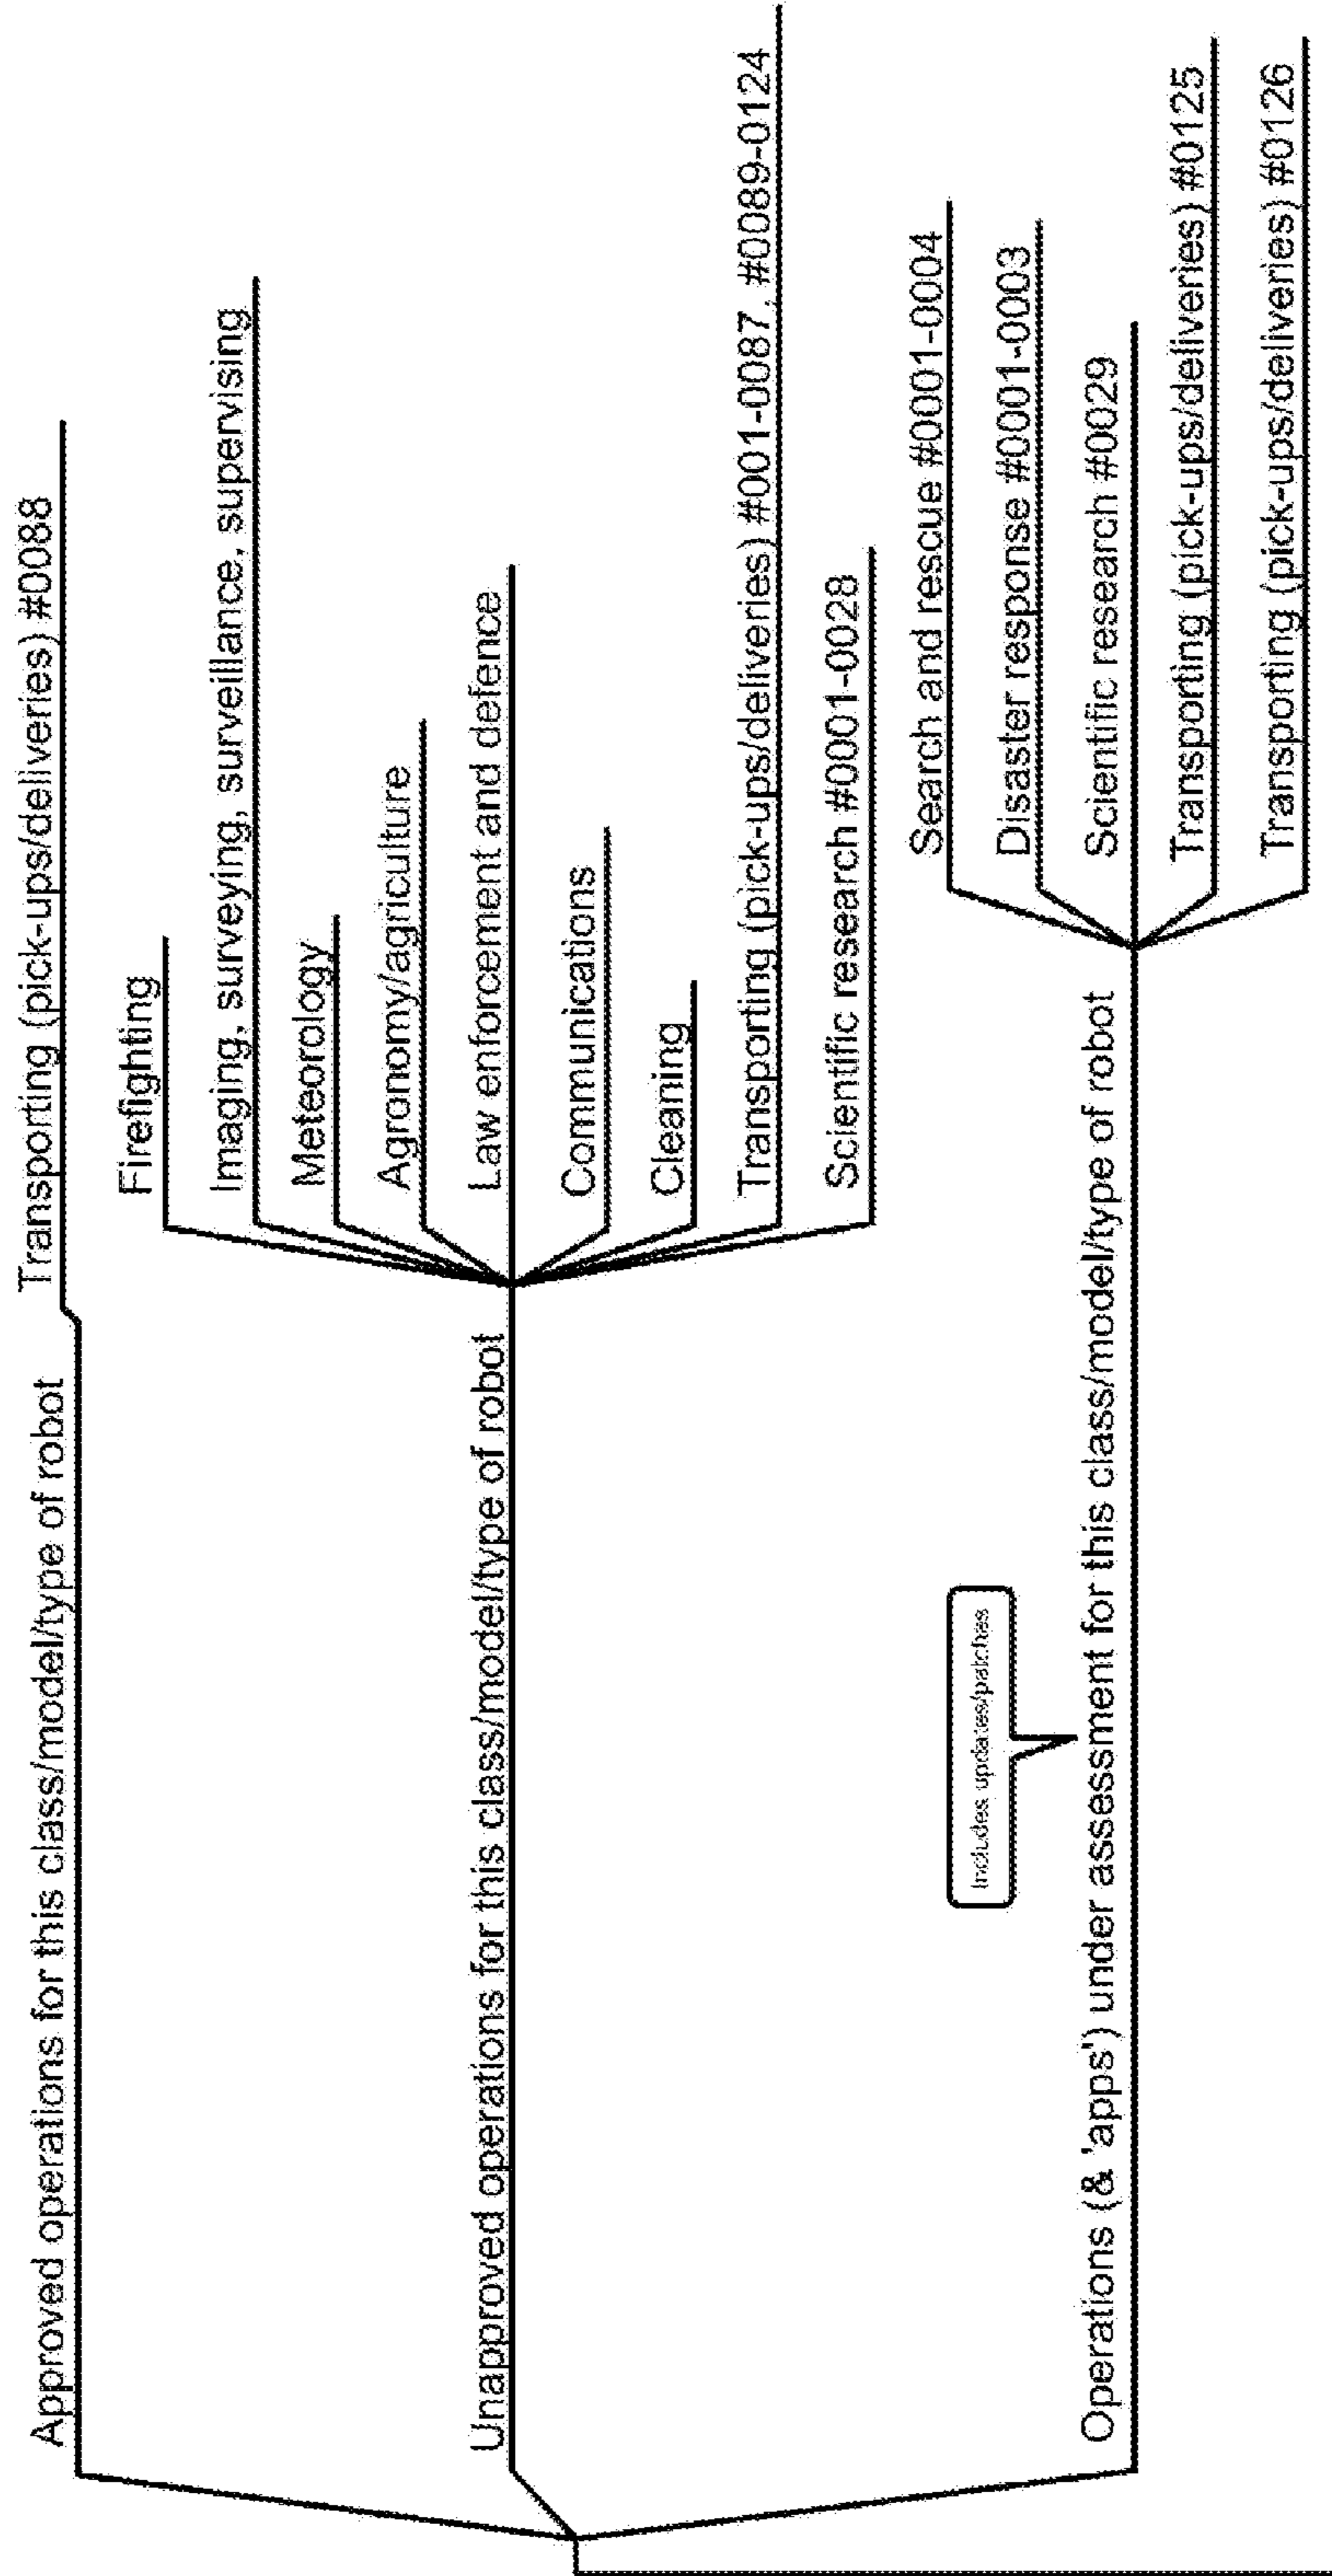 Approved operations for this class/model/type of robot
Transporting (pick-ups/deliveries) #0088
Unapproved operations for this class/model/type of robot
Firefighting
Imaging, surveying, surveillance, supervising
Meteorology
Agronomy/agriculture
Law enforcement and defence
Communications
Cleaning
Transporting (pick-ups/deliveries) #001-0087, #0089-0124
Scientific research #0001-0028
Includes updates/patches
Operations (& 'apps') under assessment for this class/model/type of robot
Search and rescue #0001-0004
Disaster response #0001-0003
Scientific research #0029
Transporting (pick-ups/deliveries) #0125
Transporting (pick-ups/deliveries) #0126